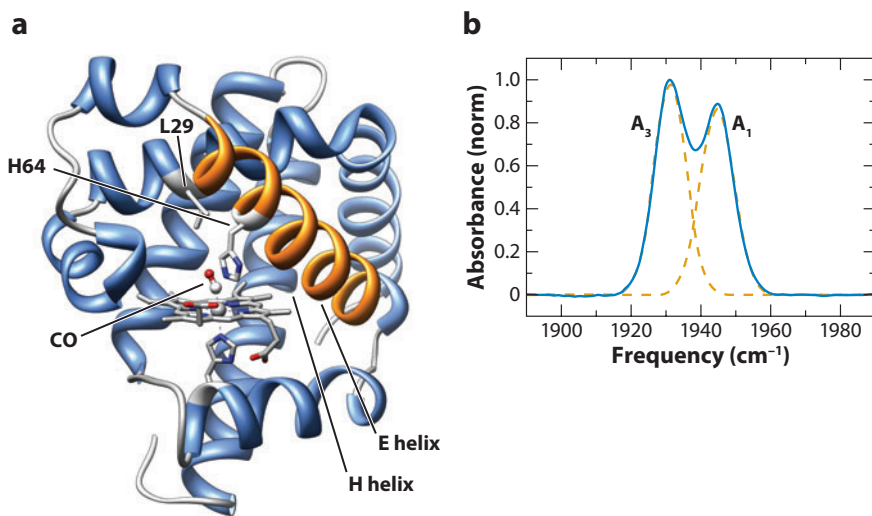 a
L29
H64
CO
E helix
H helix
b
Absorbance (norm)
1.0
0.8
0.6
0.4
0.2
0
A₃
A₁
1900
1920
1940
1960
1980
Frequency (cm⁻¹)